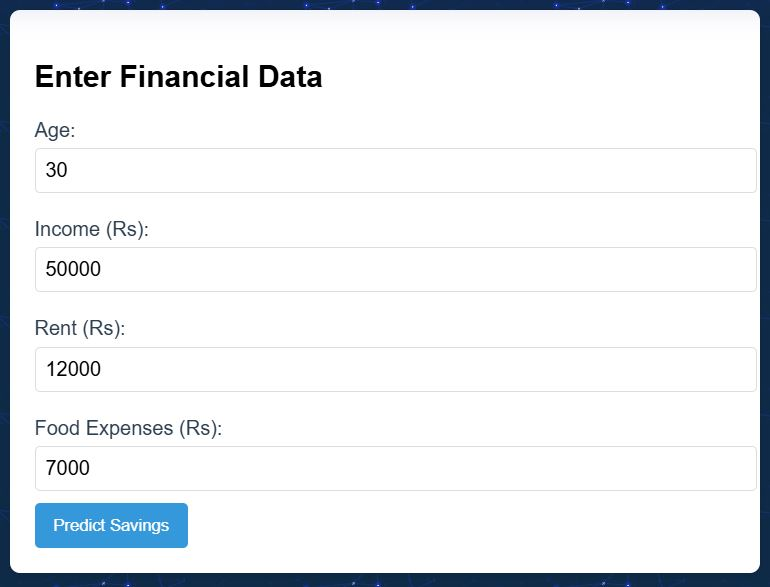 Enter Financial Data
Age:
30
Income (Rs):
50000
Rent (Rs):
12000
Food Expenses (Rs):
7000
Predict Savings